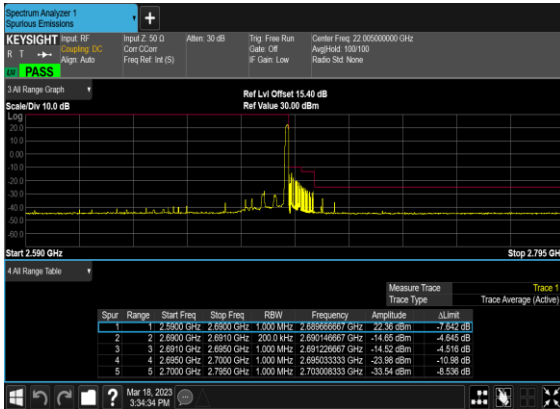 Spectrum Analyzer 1
Spurious Emissions
+
KEYSIGHT
R T
LXI PASS
Input: RF
Coupling: DC
Align: Auto
Input Z: 50 Ω
Corr CCorr
Freq Ref: Int (S)
Atten: 30 dB
Trig: Free Run
Gate: Off
IF Gain: Low
Center Freq: 22.005000000 GHz
Avg|Hold: 100/100
Radio Std: None
3 All Range Graph
Scale/Div 10.0 dB
Ref Lvl Offset 15.40 dB
Ref Value 30.00 dBm
Log
20.0
10.0
0.00
-10.0
-20.0
-30.0
-40.0
-50.0
-60.0
Start 2.590 GHz
Stop 2.795 GH
4 All Range Table
Measure Trace Trace 1
Trace Type Trace Average (Active)
Spur Range Start Freq Stop Freq RBW Frequency Amplitude ΔLimit
1 1 2.5900 GHz 2.6900 GHz 1.000 MHz 2.689666667 GHz 22.36 dBm -7.642 dB
2 2 2.6900 GHz 2.6910 GHz 200.0 kHz 2.690146667 GHz -14.65 dBm -4.645 dB
3 3 2.6910 GHz 2.6950 GHz 1.000 MHz 2.691226667 GHz -14.52 dBm -4.516 dB
4 4 2.6950 GHz 2.7000 GHz 1.000 MHz 2.695033333 GHz -23.98 dBm -10.98 dB
5 5 2.7000 GHz 2.7950 GHz 1.000 MHz 2.703008333 GHz -33.54 dBm -8.536 dB
?
Mar 18, 2023
3:34:34 PM